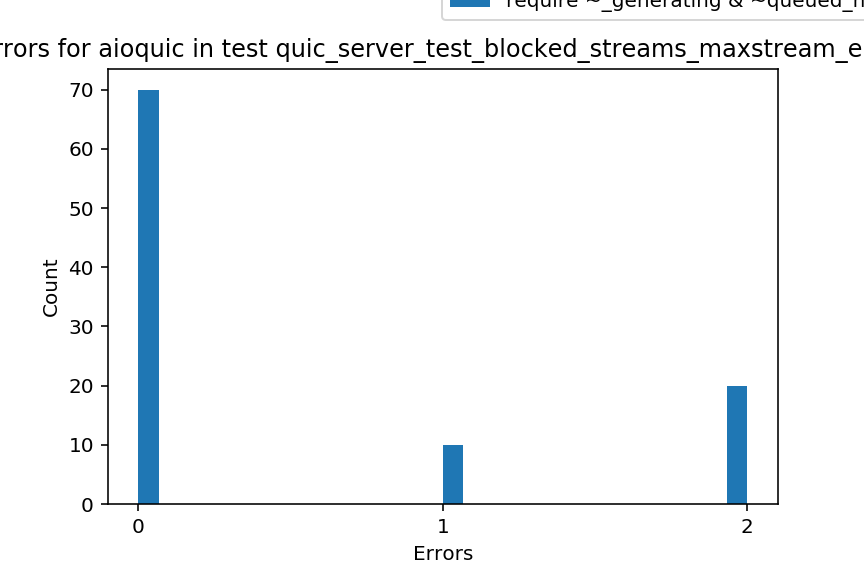 require ~_generating & ~queued_
rrors for aioquic in test quic_server_test_blocked_streams_maxstream_e
70
60
50
40
30
20
10
0
Count
0 1 2
Errors